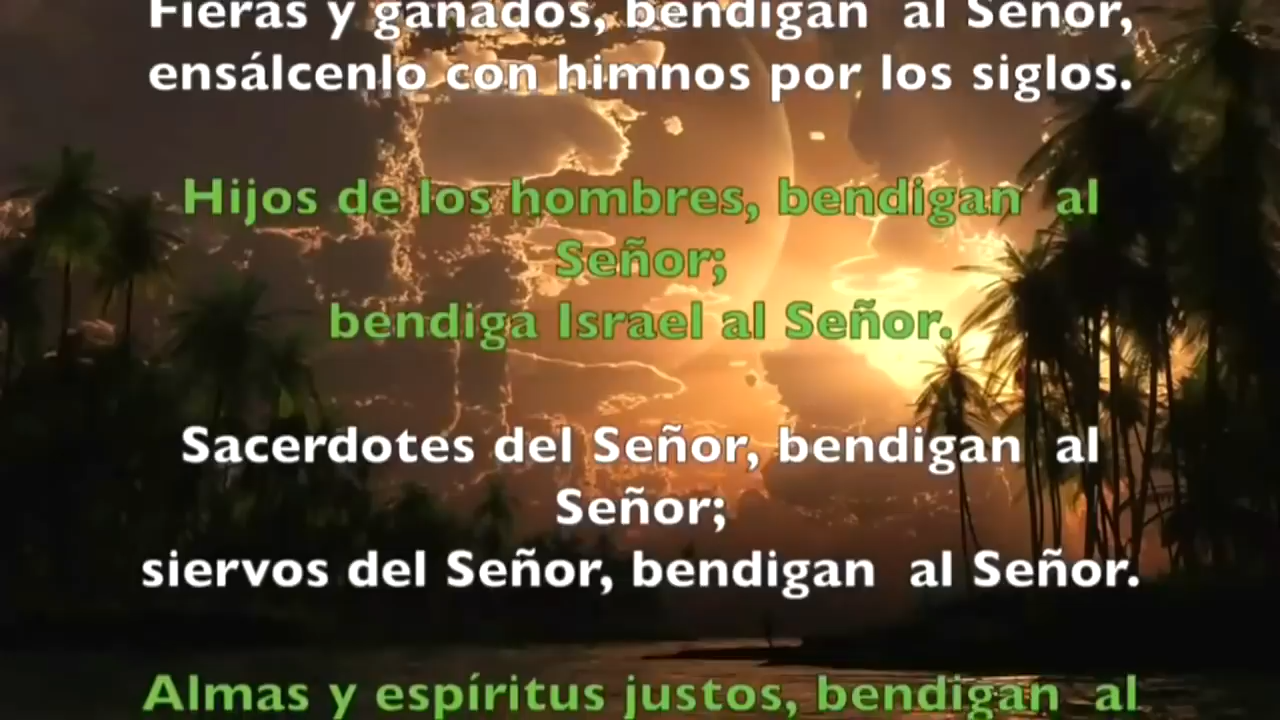 Fieras y ganados, bendigan al Señor,
ensálcenlo con himnos por los siglos.
Hijos de los hombres, bendigan al
Señor;
bendiga Israel al Señor.
Sacerdotes del Señor, bendigan al
Señor;
siervos del Señor, bendigan al Señor.
Almas y espíritus justos, bendigan al